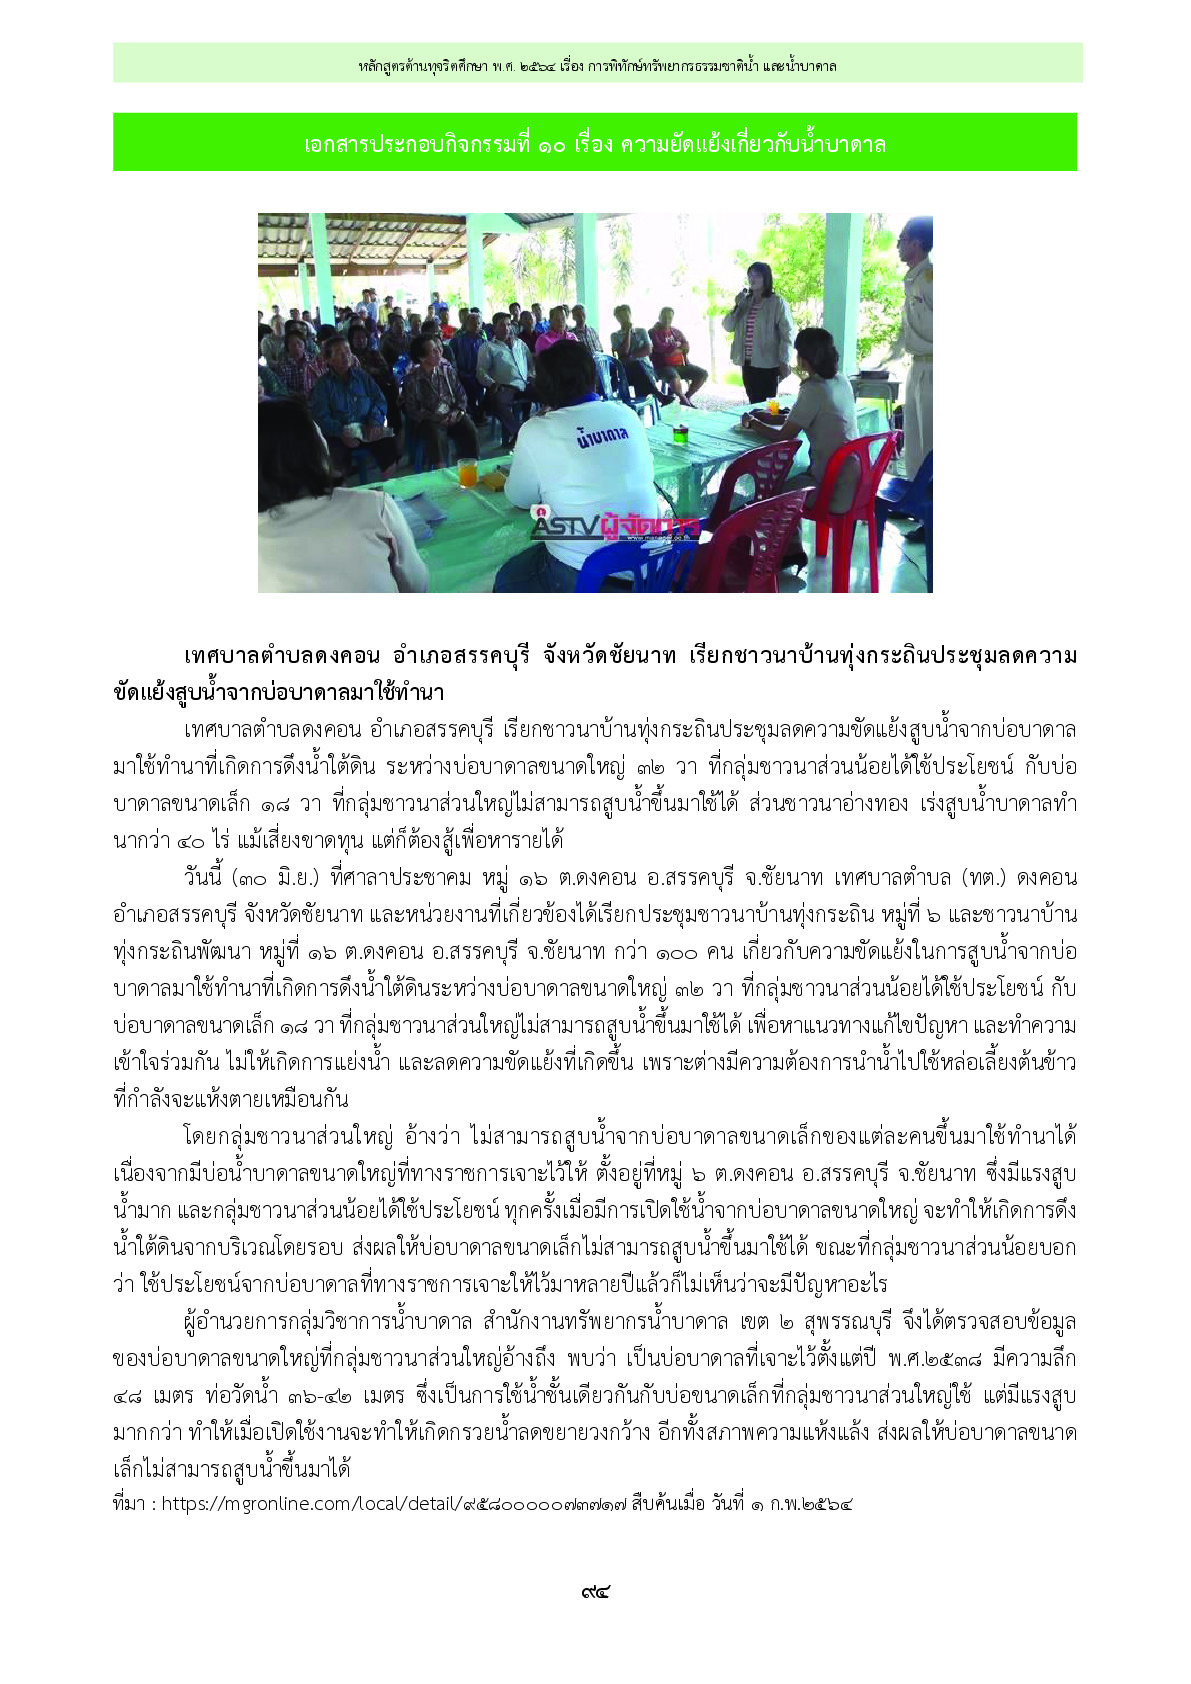 หลักสูตรต้านทุจริตศึกษา พ.ศ. ๒๕๖๔ เรื่อง การพิทักษ์ทรัพยากรธรรมชาติน้ำ และน้ำบาดาล
เอกสารประกอบกิจกรรมที่ ๑๐ เรื่อง ความยัดแย้งเกี่ยวกับน้ำบาดาล
น้ำบาดาล
ASTVผู้จัดการ
www.manager.co.th
เทศบาลตำบลดงคอน อำเภอสรรคบุรี จังหวัดชัยนาท เรียกชาวนาบ้านทุ่งกระถินประชุมลดความ
ขัดแย้งสูบน้ำจากบ่อบาดาลมาใช้ทำนา
เทศบาลตำบลดงคอน อำเภอสรรคบุรี เรียกชาวนาบ้านทุ่งกระถินประชุมลดความขัดแย้งสูบน้ำจากบ่อบาดาล
มาใช้ทำนาที่เกิดการดึงน้ำใต้ดิน ระหว่างบ่อบาดาลขนาดใหญ่ ๓๒ วา ที่กลุ่มชาวนาส่วนน้อยได้ใช้ประโยชน์ กับบ่อ
บาดาลขนาดเล็ก ๑๘ วา ที่กลุ่มชาวนาส่วนใหญ่ไม่สามารถสูบน้ำขึ้นมาใช้ได้ ส่วนชาวนาอ่างทอง เร่งสูบน้ำบาดาลทำ
นากว่า ๔๐ ไร่ แม้เสี่ยงขาดทุน แต่ก็ต้องสู้เพื่อหารายได้
วันนี้ (๓๐ มิ.ย.) ที่ศาลาประชาคม หมู่ ๑๖ ต.ดงคอน อ.สรรคบุรี จ.ชัยนาท เทศบาลตำบล (ทต.) ดงคอน
อำเภอสรรคบุรี จังหวัดชัยนาท และหน่วยงานที่เกี่ยวข้องได้เรียกประชุมชาวนาบ้านทุ่งกระถิน หมู่ที่ ๖ และชาวนาบ้าน
ทุ่งกระถินพัฒนา หมู่ที่ ๑๖ ต.ดงคอน อ.สรรคบุรี จ.ชัยนาท กว่า ๑๐๐ คน เกี่ยวกับความขัดแย้งในการสูบน้ำจากบ่อ
บาดาลมาใช้ทำนาที่เกิดการดึงน้ำใต้ดินระหว่างบ่อบาดาลขนาดใหญ่ ๓๒ วา ที่กลุ่มชาวนาส่วนน้อยได้ใช้ประโยชน์ กับ
บ่อบาดาลขนาดเล็ก ๑๘ วา ที่กลุ่มชาวนาส่วนใหญ่ไม่สามารถสูบน้ำขึ้นมาใช้ได้ เพื่อหาแนวทางแก้ไขปัญหา และทำความ
เข้าใจร่วมกัน ไม่ให้เกิดการแย่งน้ำ และลดความขัดแย้งที่เกิดขึ้น เพราะต่างมีความต้องการนำน้ำไปใช้หล่อเลี้ยงต้นข้าว
ที่กำลังจะแห้งตายเหมือนกัน
โดยกลุ่มชาวนาส่วนใหญ่ อ้างว่า ไม่สามารถสูบน้ำจากบ่อบาดาลขนาดเล็กของแต่ละคนขึ้นมาใช้ทำนาได้
เนื่องจากมีบ่อน้ำบาดาลขนาดใหญ่ที่ทางราชการเจาะไว้ให้ ตั้งอยู่ที่หมู่ ๖ ต.ดงคอน อ.สรรคบุรี จ.ชัยนาท ซึ่งมีแรงสูบ
น้ำมาก และกลุ่มชาวนาส่วนน้อยได้ใช้ประโยชน์ ทุกครั้งเมื่อมีการเปิดใช้น้ำจากบ่อบาดาลขนาดใหญ่ จะทำให้เกิดการดึง
น้ำใต้ดินจากบริเวณโดยรอบ ส่งผลให้บ่อบาดาลขนาดเล็กไม่สามารถสูบน้ำขึ้นมาใช้ได้ ขณะที่กลุ่มชาวนาส่วนน้อยบอก
ว่า ใช้ประโยชน์จากบ่อบาดาลที่ทางราชการเจาะให้ไว้มาหลายปีแล้วก็ไม่เห็นว่าจะมีปัญหาอะไร
ผู้อำนวยการกลุ่มวิชาการน้ำบาดาล สำนักงานทรัพยากรน้ำบาดาล เขต ๒ สุพรรณบุรี จึงได้ตรวจสอบข้อมูล
ของบ่อบาดาลขนาดใหญ่ที่กลุ่มชาวนาส่วนใหญ่อ้างถึง พบว่า เป็นบ่อบาดาลที่เจาะไว้ตั้งแต่ปี พ.ศ.๒๕๓๘ มีความลึก
๔๘ เมตร ท่อวัดน้ำ ๓๖-๔๒ เมตร ซึ่งเป็นการใช้น้ำชั้นเดียวกันกับบ่อขนาดเล็กที่กลุ่มชาวนาส่วนใหญ่ใช้ แต่มีแรงสูบ
มากกว่า ทำให้เมื่อเปิดใช้งานจะทำให้เกิดกรวยน้ำลดขยายวงกว้าง อีกทั้งสภาพความแห้งแล้ง ส่งผลให้บ่อบาดาลขนาด
เล็กไม่สามารถสูบน้ำขึ้นมาได้
ที่มา : https://mgronline.com/local/detail/๙๕๘๐๐๐๐๐๗๓๗๑๗ สืบค้นเมื่อ วันที่ ๑ ก.พ.๒๕๖๔
๙๔